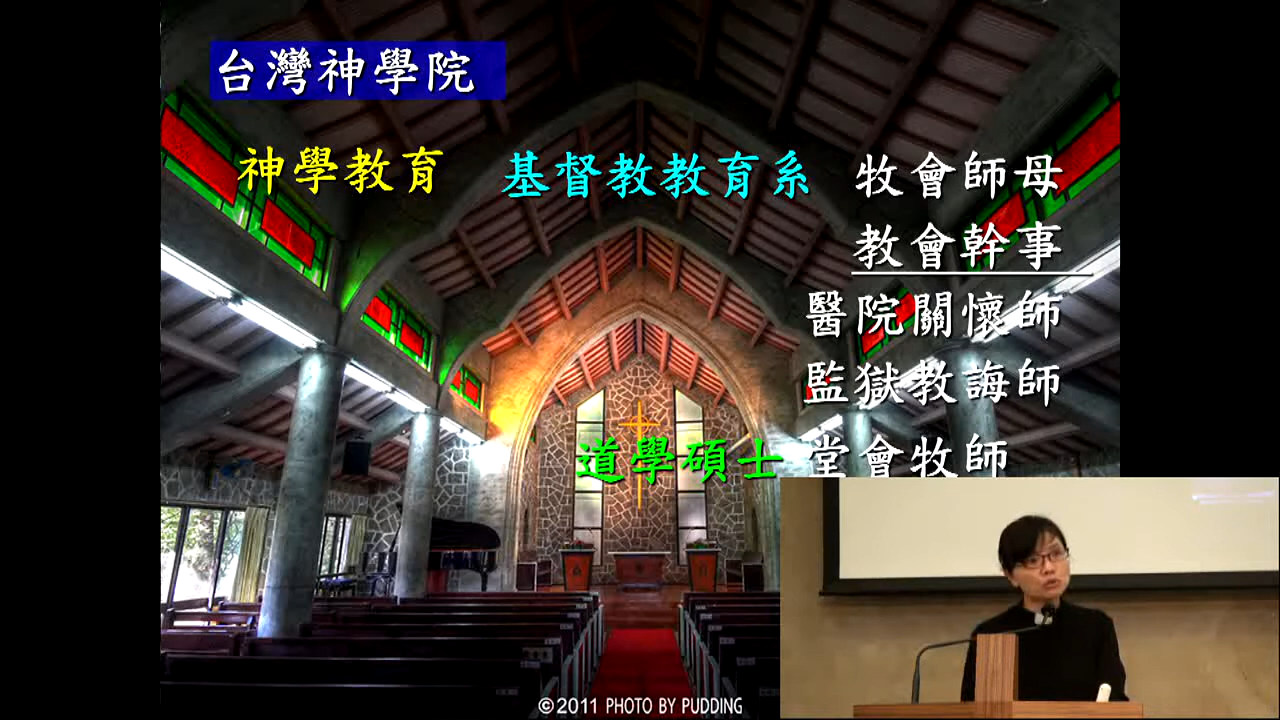 台灣神學院
神學教育 基督教教育系 牧會師母
教會幹事
醫院關懷師
監獄教誨師
道學碩士 堂會牧師
©2011 PHOTO BY PUDDING